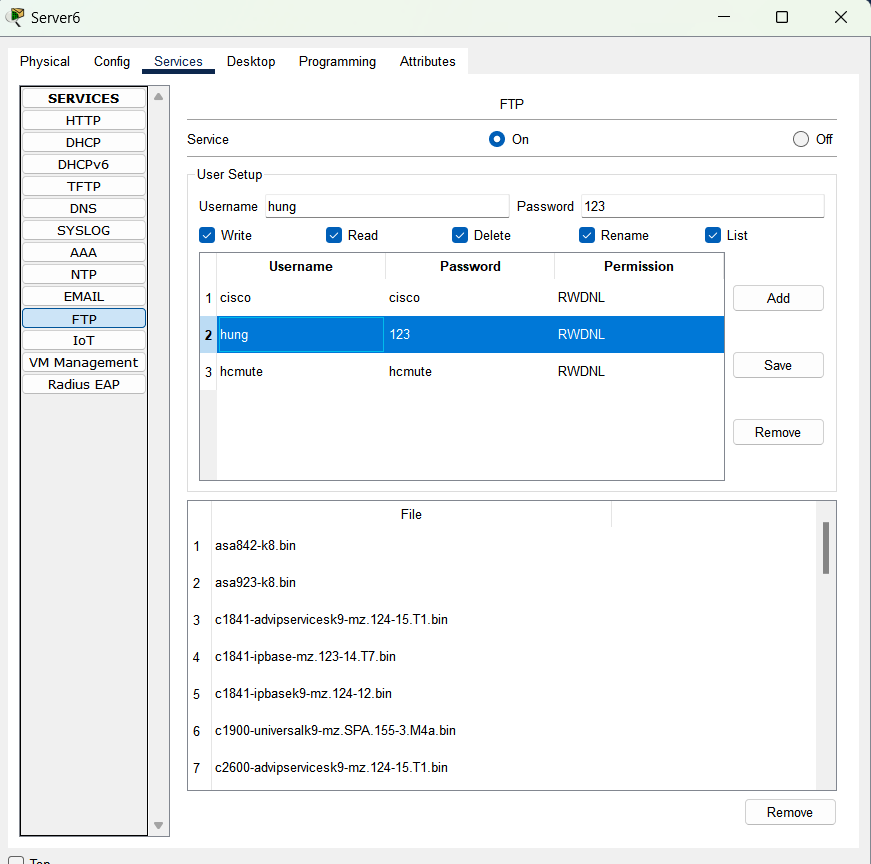 Server6
Physical Config Services Desktop Programming Attributes
SERVICES
HTTP
DHCP
DHCPv6
TFTP
DNS
SYSLOG
AAA
NTP
EMAIL
FTP
IoT
VM Management
Radius EAP
FTP
Service On Off
User Setup
Username hung Password 123
Write Read Delete Rename List
Username Password Permission
1 cisco cisco RWDNL
2 hung 123 RWDNL
3 hcmute hcmute RWDNL
Add
Save
Remove
File
1 asa842-k8.bin
2 asa923-k8.bin
3 c1841-advipservicesk9-mz.124-15.T1.bin
4 c1841-ipbase-mz.123-14.T7.bin
5 c1841-ipbasek9-mz.124-12.bin
6 c1900-universalk9-mz.SPA.155-3.M4a.bin
7 c2600-advipservicesk9-mz.124-15.T1.bin
Remove